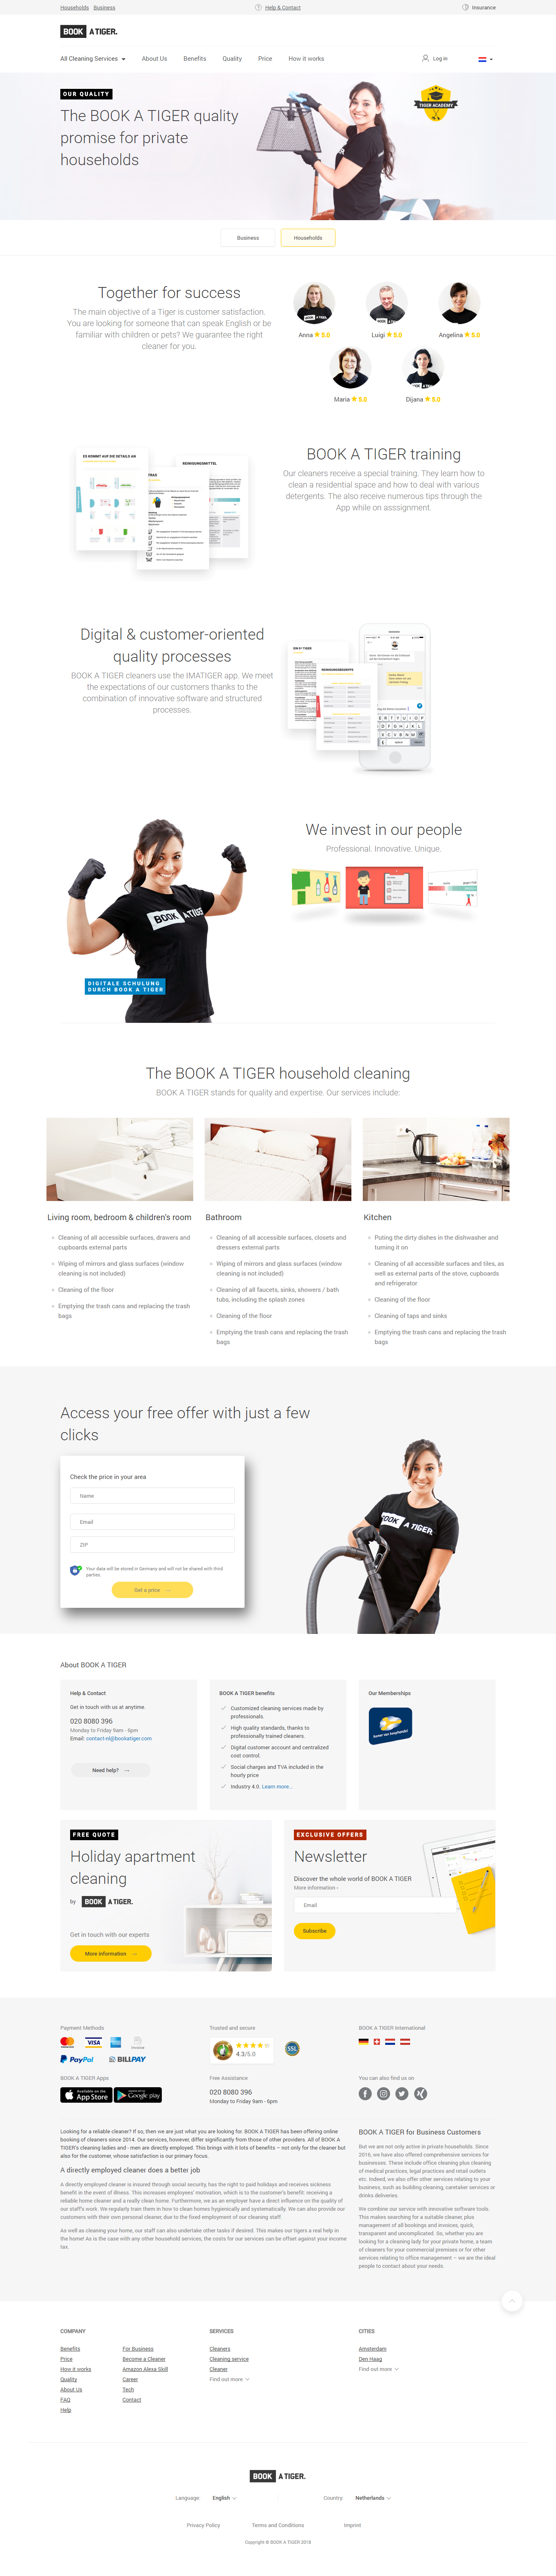 Households Business Help & Contact Insurance
BOOK A TIGER.
All Cleaning Services About Us Benefits Quality Price How it works Log in
OUR QUALITY
The BOOK A TIGER quality
promise for private
households
TIGER ACADEMY
Business Households
Together for success
The main objective of a Tiger is customer satisfaction.
You are looking for someone that can speak English or be
familiar with children or pets? We guarantee the right
cleaner for you.
Anna 5.0 Luigi 5.0 Angelina 5.0
Maria 5.0 Dijana 5.0
ES KOMMT AUF DIE DETAILS AN
REINIGUNGSMITTEL
BOOK A TIGER training
Our cleaners receive a special training. They learn how to
clean a residential space and how to deal with various
detergents. The also receive numerous tips through the
App while on asssignment.
Digital & customer-oriented
quality processes
BOOK A TIGER cleaners use the IMATIGER app. We meet
the expectations of our customers thanks to the
combination of innovative software and structured
processes.
We invest in our people
Professional. Innovative. Unique.
BOOK A TIGER
DIGITALE SCHULUNG
DURCH BOOK A TIGER
The BOOK A TIGER household cleaning
BOOK A TIGER stands for quality and expertise. Our services include:
Living room, bedroom & children's room
Cleaning of all accessible surfaces, drawers and
cupboards external parts
Wiping of mirrors and glass surfaces (window
cleaning is not included)
Cleaning of the floor
Emptying the trash cans and replacing the trash
bags
Bathroom
Cleaning of all accessible surfaces, closets and
dressers external parts
Wiping of mirrors and glass surfaces (window
cleaning is not included)
Cleaning of all faucets, sinks, showers / bath
tubs, including the splash zones
Cleaning of the floor
Emptying the trash cans and replacing the trash
bags
Kitchen
Puting the dirty dishes in the dishwasher and
turning it on
Cleaning of all accessible surfaces and tiles, as
well as external parts of the stove, cupboards
and refrigerator
Cleaning of the floor
Cleaning of taps and sinks
Emptying the trash cans and replacing the trash
bags
Access your free offer with just a few
clicks
Check the price in your area
Name
Email
ZIP
Your data will be stored in Germany and will not be shared with third
parties.
Get a price
BOOK A TIGER.
About BOOK A TIGER
Help & Contact
Get in touch with us at anytime.
020 8080 396
Monday to Friday 9am - 6pm
Email: contact-nl@bookatiger.com
Need help?
BOOK A TIGER benefits
Customized cleaning services made by
professionals.
High quality standards, thanks to
professionally trained cleaners.
Digital customer account and centralized
cost control.
Social charges and TVA included in the
hourly price
Industry 4.0. Learn more...
Our Memberships
kamer van koophandel
FREE QUOTE
Holiday apartment
cleaning
by BOOK A TIGER.
Get in touch with our experts
More information
EXCLUSIVE OFFERS
Newsletter
Discover the whole world of BOOK A TIGER
More Information ›
Email
Subscribe
Payment Methods
VISA
Invoice
PayPal BILLPAY
Trusted and secure
4.3/5.0
SSL
BOOK A TIGER International
BOOK A TIGER Apps
Available on the App Store
Google play
Free Assistance
020 8080 396
Monday to Friday 9am - 6pm
You can also find us on
Looking for a reliable cleaner? If so, then we are just what you are looking for. BOOK A TIGER has been offering online
booking of cleaners since 2014. Our services, however, differ significantly from those of other providers. All of BOOK A
TIGER's cleaning ladies and - men are directly employed. This brings with it lots of benefits – not only for the cleaner but
also for the customer, whose satisfaction is our primary focus.
A directly employed cleaner does a better job
A directly employed cleaner is insured through social security, has the right to paid holidays and receives sickness
benefit in the event of illness. This increases employees' motivation, which is to the customer's benefit: everyone is having a
reliable home cleaner and a really clean home. Furthermore, we as an employer have a direct influence on the quality of
our staff's work. We regularly train them in how to clean homes hygienically and systematically. We can also provide our
customers with their own personal cleaner, due to the fixed employment of our cleaning staff.
As well as cleaning your home, our staff can also undertake other tasks if desired. This makes our tigers a real help in
the home! As is the case with any other household services, the costs for our services can be offset against your income
tax.
BOOK A TIGER for Business Customers
But we are not only active in private households. Since
2016, we have also offered comprehensive services for
businesses. These include office cleaning plus cleaning
of medical practices, legal practices and retail outlets
etc. Indeed, we also offer other services relating to your
business, such as building cleaning, caretaker services or
drinks deliveries.
We combine our service with innovative software tools.
This makes searching for a suitable cleaner, plus
management of all bookings and invoices, quick,
transparent and uncomplicated. So, whether you are
looking for a cleaning lady for your private home, a team
of cleaners for your commercial premises or for other
services relating to office management – we are the ideal
people to contact about your needs.
COMPANY
Benefits
Price
How it works
Quality
About Us
FAQ
Help
For Business
Become a Cleaner
Amazon Alexa Skill
Career
Tech
Contact
SERVICES
Cleaners
Cleaning service
Cleaner
Find out more
CITIES
Amsterdam
Den Haag
Find out more
BOOK A TIGER.
Language: English Country: Netherlands
Privacy Policy Terms and Conditions Imprint
Copyright © BOOK A TIGER 2018